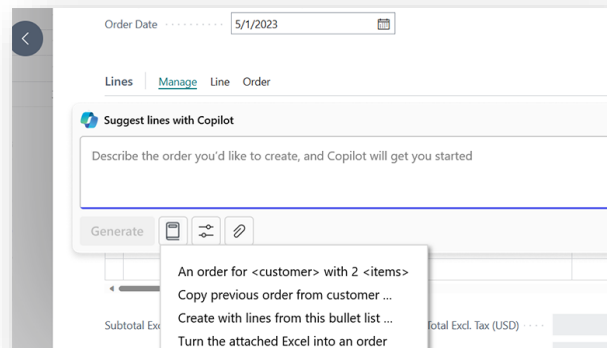 Order Date
5/1/2023
Lines Manage Line Order
Suggest lines with Copilot
Describe the order you'd like to create, and Copilot will get you started
Generate
An order for <customer> with 2 <items>
Copy previous order from customer ...
Create with lines from this bullet list ...
Turn the attached Excel into an order
Subtotal Exc
Total Excl. Tax (USD)